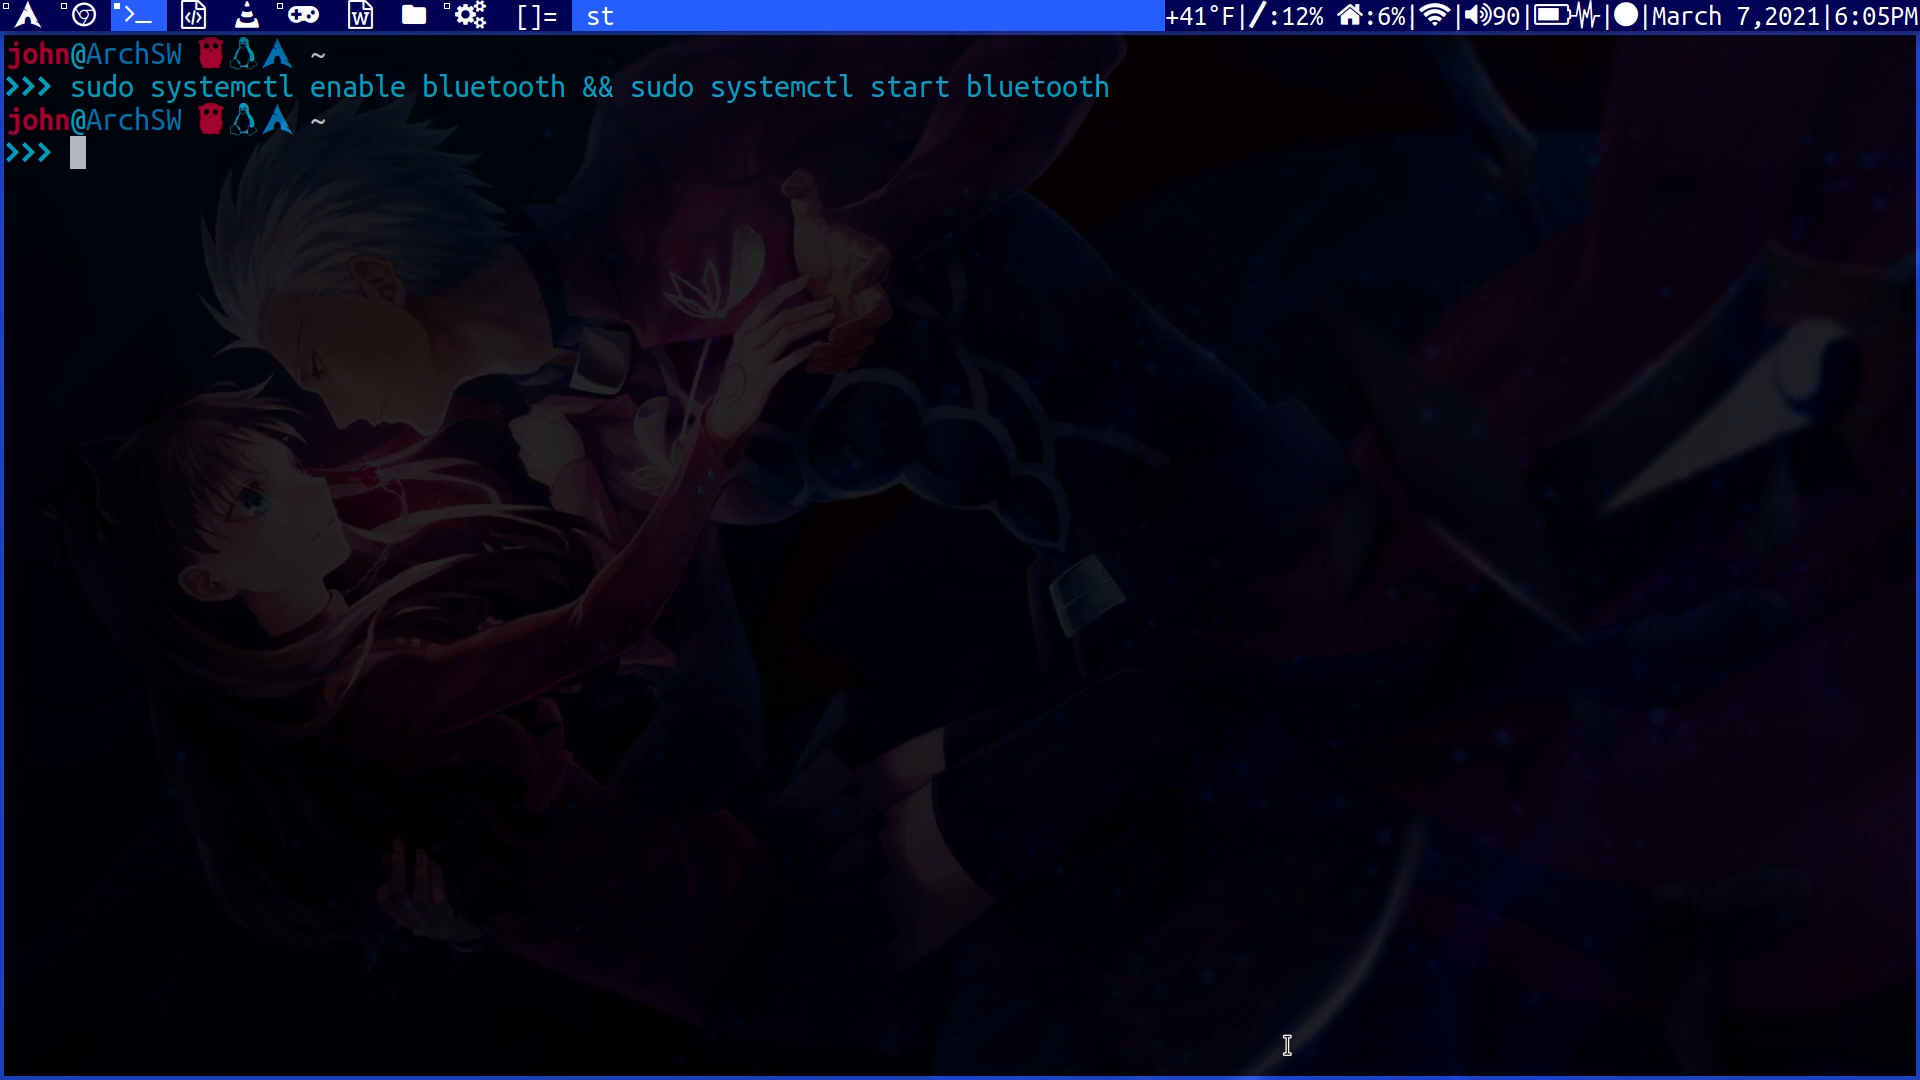 []= st +41°F|/:12% :6%| |90| | |March 7,2021|6:05PM
john@ArchSW ~
>>> sudo systemctl enable bluetooth && sudo systemctl start bluetooth
john@ArchSW ~
>>>